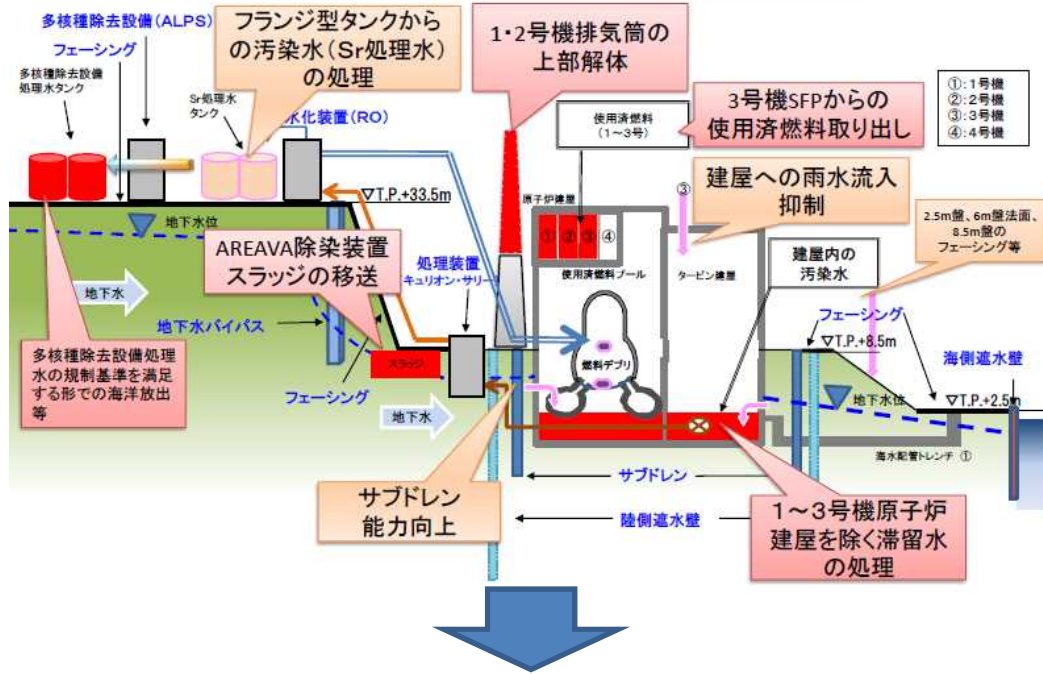 多核種除去設備(ALPS)
フェーシング
多核種除去設備
処理水タンク
Sr処理水
タンク
水化装置(RO)
フランジ型タンクから
の汚染水(Sr処理水)
の処理
1・2号機排気筒の
上部解体
使用済燃料
(1~3号)
3号機SFPからの
使用済燃料取り出し
①:1号機
②:2号機
③:3号機
④:4号機
▽T.P.+33.5m
地下水位
原子炉建屋
① ② ③ ④
使用済燃料プール
③
建屋への雨水流入
抑制
タービン建屋
2.5m盤、6m盤法面、
8.5m盤の
フェーシング等
建屋内の
汚染水
AREAVA除染装置
スラッジの移送
処理装置
キュリオン・サリー
地下水
地下水バイパス
多核種除去設備処理
水の規制基準を満足
する形での海洋放出
等
スラッジ
フェーシング
地下水
燃料デブリ
フェーシング
▽T.P.+8.5m
海側遮水壁
地下水位
▽T.P.+2.5m
海水配管トレンチ ①
サブドレン
能力向上
サブドレン
陸側遮水壁
1~3号機原子炉
建屋を除く滞留水
の処理